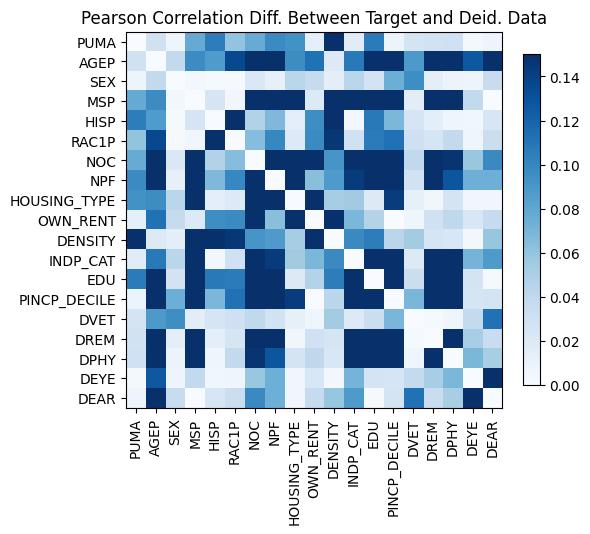 Pearson Correlation Diff. Between Target and Deid. Data
PUMA
AGEP
SEX
MSP
HISP
RAC1P
NOC
NPF
HOUSING_TYPE
OWN_RENT
DENSITY
INDP_CAT
EDU
PINCP_DECILE
DVET
DREM
DPHY
DEYE
DEAR
0.14
0.12
0.10
0.08
0.06
0.04
0.02
0.00
PUMA
AGEP
SEX
MSP
HISP
RAC1P
NOC
NPF
HOUSING_TYPE
OWN_RENT
DENSITY
INDP_CAT
EDU
PINCP_DECILE
DVET
DREM
DPHY
DEYE
DEAR